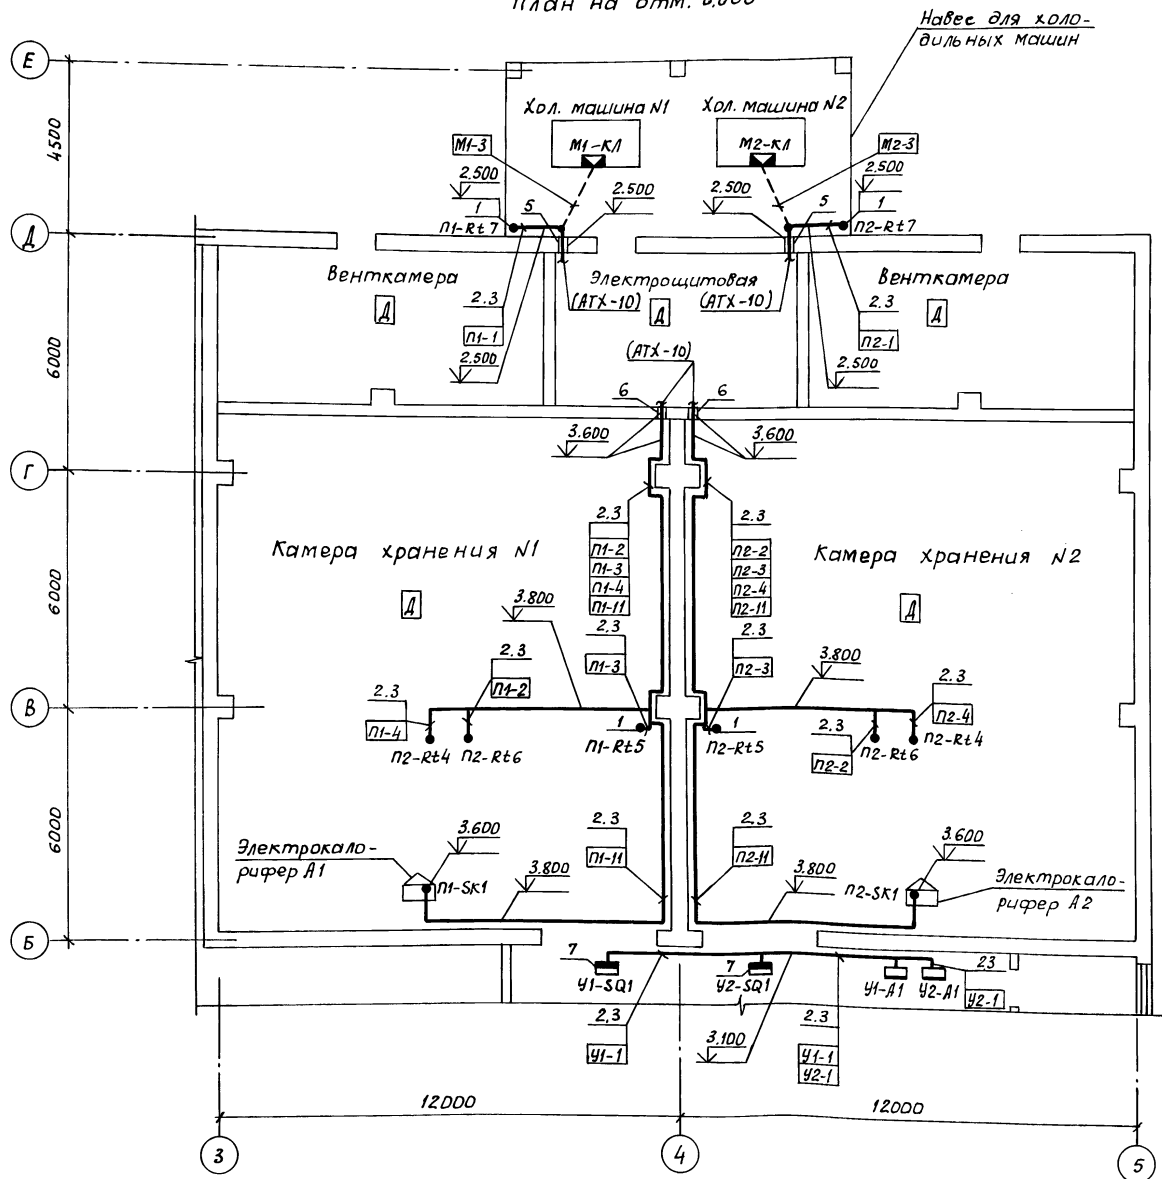 План на отм. 0,000
Навес для холо-
дильных машин
Е
4500
Хол. машина N1
Хол. машина N2
М1-3
М1-КЛ
М2-КЛ
М2-3
2.500
2.500
2.500
2.500
1
5
5
1
Д
П1-Rt7
П2-Rt7
Венткамера
Электрощитовая
Венткамера
Д
2.3
(АТХ-10)
Д
(АТХ-10)
2.3
Д
П1-1
П2-1
2.500
(АТХ-10)
2.500
6000
6
6
3.600
3.600
Г
2.3
2.3
Камера хранения N1
П1-2
П2-2
Камера хранения N2
П1-3
П2-3
П1-4
П2-4
П1-11
П2-11
Д
Д
6000
3.800
2.3
2.3
2.3
П1-3
П2-3
3.800
2.3
П1-2
2.3
П1-4
2.3
П2-4
В
1
1
2.3
П2-2
П2-Rt4
П2-Rt6
П1-Rt5
П2-Rt5
П2-Rt6
П2-Rt4
6000
3.600
2.3
2.3
3.600
Электрокало-
рифер А1
П1-11
П2-11
П1-SK1
3.800
3.800
П2-SK1
Электрокало-
рифер А2
Б
7
7
У1-SQ1
У2-SQ1
У1-А1
У2-А1
23
У2-1
2.3
У1-1
3.100
2.3
У1-1
У2-1
12000
12000
3
4
5